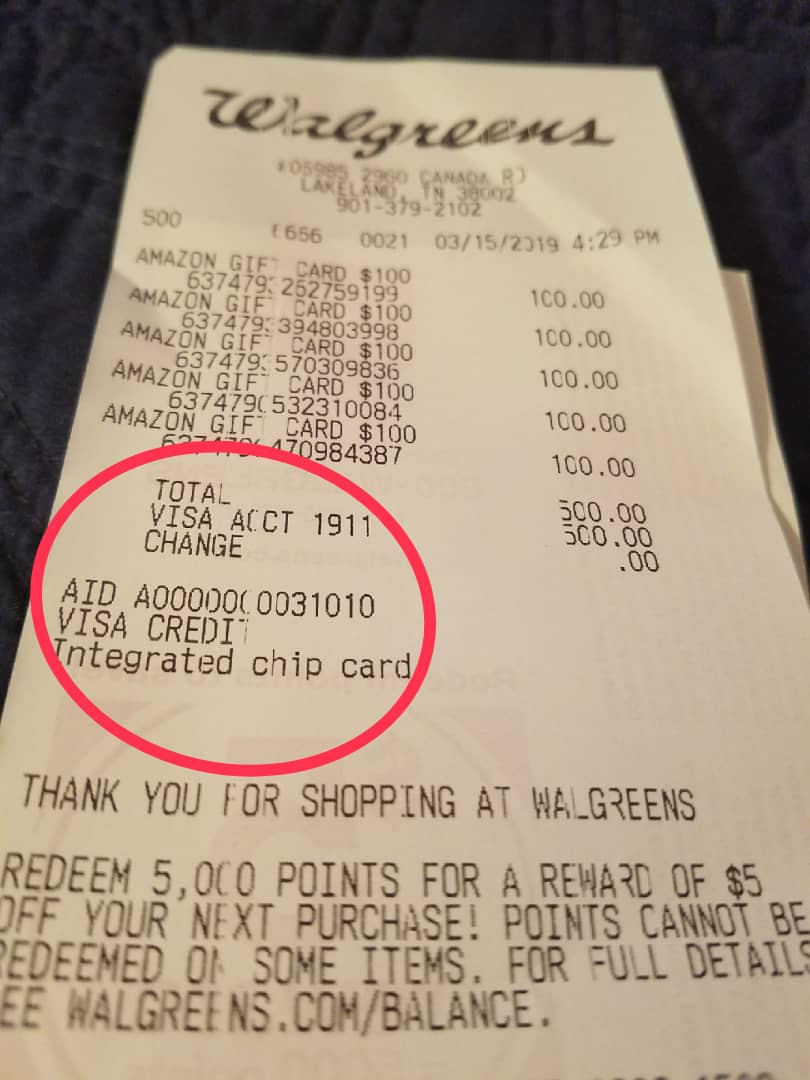 Walgreens
#05985 2960 CANADA RD
LAKELAND, TN 38002
901-379-2102
500 6656 0021 03/15/2019 4:29 PM
AMAZON GIFT CARD $100
100.00
AMAZON GIFT CARD $100
100.00
AMAZON GIFT CARD $100
100.00
AMAZON GIFT CARD $100
100.00
AMAZON GIFT CARD $100
100.00
TOTAL 500.00
VISA ACCT 1911 500.00
CHANGE .00
AID A0000000031010
VISA CREDIT
Integrated chip card
THANK YOU FOR SHOPPING AT WALGREENS
REDEEM 5,000 POINTS FOR A REWARD OF $5
OFF YOUR NEXT PURCHASE! POINTS CANNOT BE
REDEEMED ON SOME ITEMS. FOR FULL DETAILS
SEE WALGREENS.COM/BALANCE.